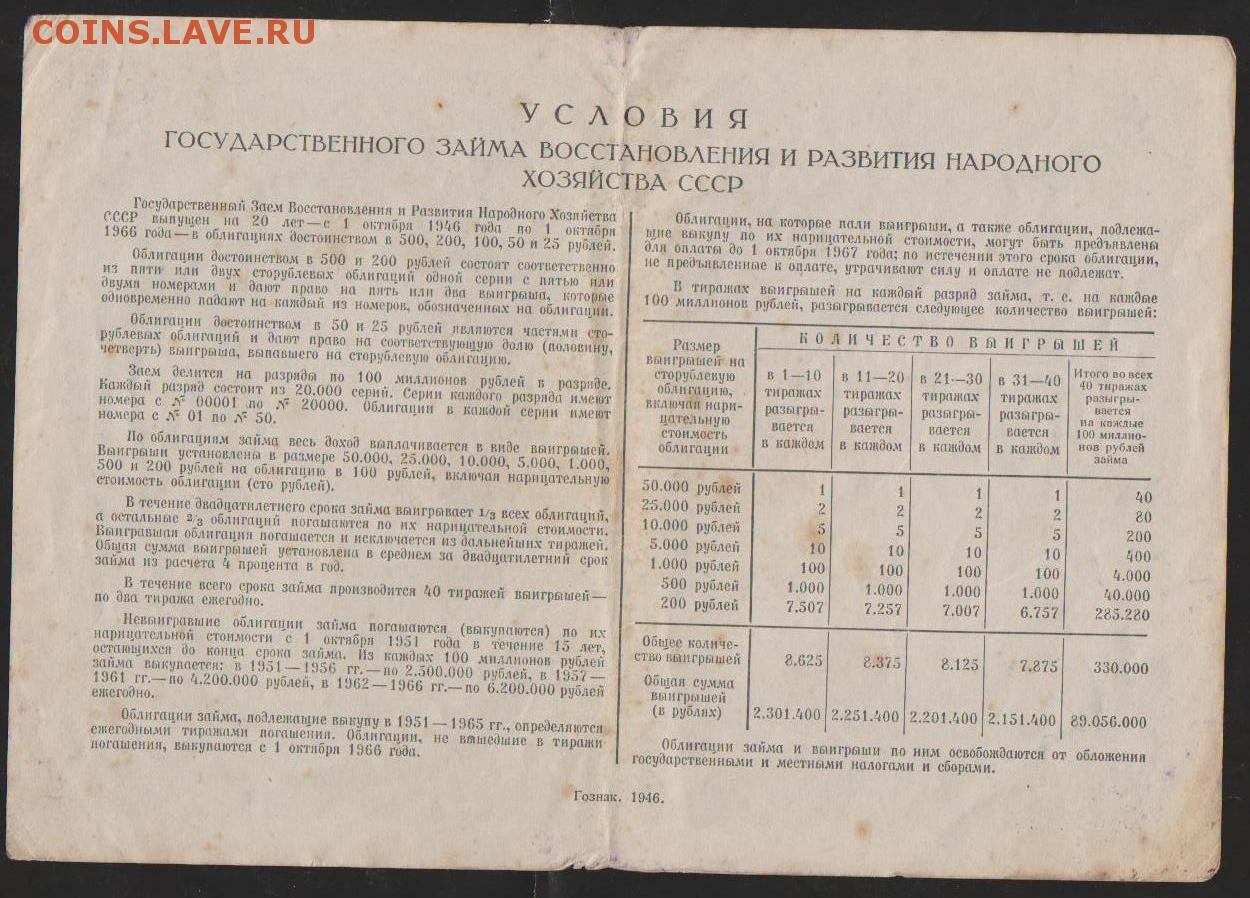 COINS.LAVE.RU
УСЛОВИЯ
ГОСУДАРСТВЕННОГО ЗАЙМА ВОССТАНОВЛЕНИЯ И РАЗВИТИЯ НАРОДНОГО
ХОЗЯЙСТВА СССР
Государственный Заем Восстановления и Развития Народного Хозяйства
СССР выпущен на 20 лет—с 1 октября 1946 года по 1 октября
1966 года—в облигациях достоинством в 500, 200, 100, 50 и 25 рублей.
Облигации достоинством в 500 и 200 рублей состоят соответственно
из пяти или двух сторублевых облигаций одной серии с пятью или
двумя номерами и дают право на пять или два выигрыша, которые
одновременно падают на каждый из номеров, обозначенных на облигации.
Облигации достоинством в 50 и 25 рублей являются частями сто-
рублевых облигаций и дают право на соответствующую долю (половину,
четверть) выигрыша, выпавшего на сторублевую облигацию.
Заем делится на разряды по 100 миллионов рублей в разряде.
Каждый разряд состоит из 20.000 серий. Серии каждого разряда имеют
номера с № 00001 по № 20000. Облигации в каждой серии имеют
номера с № 01 по № 50.
По облигациям займа весь доход выплачивается в виде выигрышей.
Выигрыши установлены в размере 50.000, 25.000, 10.000, 5.000, 1.000,
500 и 200 рублей на облигацию в 100 рублей, включая нарицательную
стоимость облигации (сто рублей).
В течение двадцатилетнего срока займа выигрывает 1/3 всех облигаций,
а остальные 2/3 облигаций погашаются по их нарицательной стоимости.
Выигравшая облигация погашается и исключается из дальнейших тиражей.
Общая сумма выигрышей установлена в среднем за двадцатилетний срок
займа из расчёта 4 процента в год.
В течение всего срока займа производится 40 тиражей выигрышей—
по два тиража ежегодно.
Невыигравшие облигации займа погашаются (выкупаются) по их
нарицательной стоимости с 1 октября 1951 года в течение 15 лет,
остающихся до конца срока займа. Из каждых 100 миллионов рублей
займа выкупается: в 1951—1956 гг.—по 2.500.000 рублей, в 1957—
1961 гг.—по 4.200.000 рублей, в 1962—1966 гг.—по 6.200.000 рублей
ежегодно.
Облигации займа, подлежащие выкупу в 1951—1965 гг., определяются
ежегодными тиражами погашения. Облигации, не вышедшие в тиражи
погашения, выкупаются с 1 октября 1966 года.
Облигации, на которые пали выигрыши, а также облигации, подлежа-
щие выкупу по их нарицательной стоимости, могут быть предъявлены
для оплаты до 1 октября 1967 года; по истечении этого срока облигации,
не предъявленные к оплате, утрачивают силу и оплате не подлежат.
В тиражах выигрышей на каждый разряд займа, т. е. на каждые
100 миллионов рублей, разыгрывается следующее количество выигрышей:
Размер
выигрышей на
сторублевую
облигацию,
включая нари-
цательную
стоимость
облигации
КОЛИЧЕСТВО ВЫИГРЫШЕЙ
в 1—10
тиражах
разыгры-
вается
в каждом
в 11—20
тиражах
разыгры-
вается
в каждом
в 21—30
тиражах
разыгры-
вается
в каждом
в 31—40
тиражах
разыгры-
вается
в каждом
Итого во всех
40 тиражах
разыгры-
вается
на каждые
100 миллио-
нов рублей
займа
50.000 рублей 1 1 1 1 40
25.000 рублей 2 2 2 2 80
10.000 рублей 5 5 5 5 200
5.000 рублей 10 10 10 10 400
1.000 рублей 100 100 100 100 4.000
500 рублей 1.000 1.000 1.000 1.000 40.000
200 рублей 7.507 7.257 7.007 6.757 285.280
Общее количе-
ство выигрышей 8.625 8.375 8.125 7.875 330.000
Общая сумма
выигрышей
(в рублях) 2.301.400 2.251.400 2.201.400 2.151.400 89.056.000
Облигации займа и выигрыши по ним освобождаются от обложения
государственными и местными налогами и сборами.
Гознак. 1946.